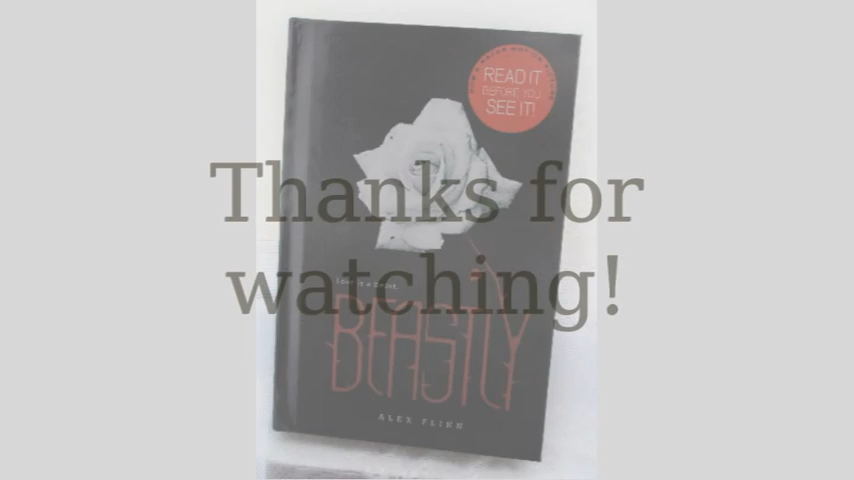 READ IT
BEFORE YOU
SEE IT!
Thanks for
watching!
BEASTLY
ALEX FLINN